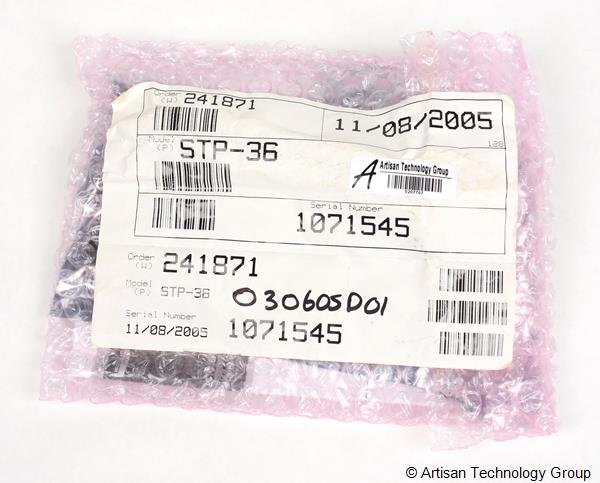 Order
(W) 241871
11/08/2005
128
Model
(P) STP-36
A Artisan Technology Group
Serial Number
1071545
Order
(W) 241871
Model
(P) STP-36
030605D01
Serial Number
11/08/2005 1071545
© Artisan Technology Group